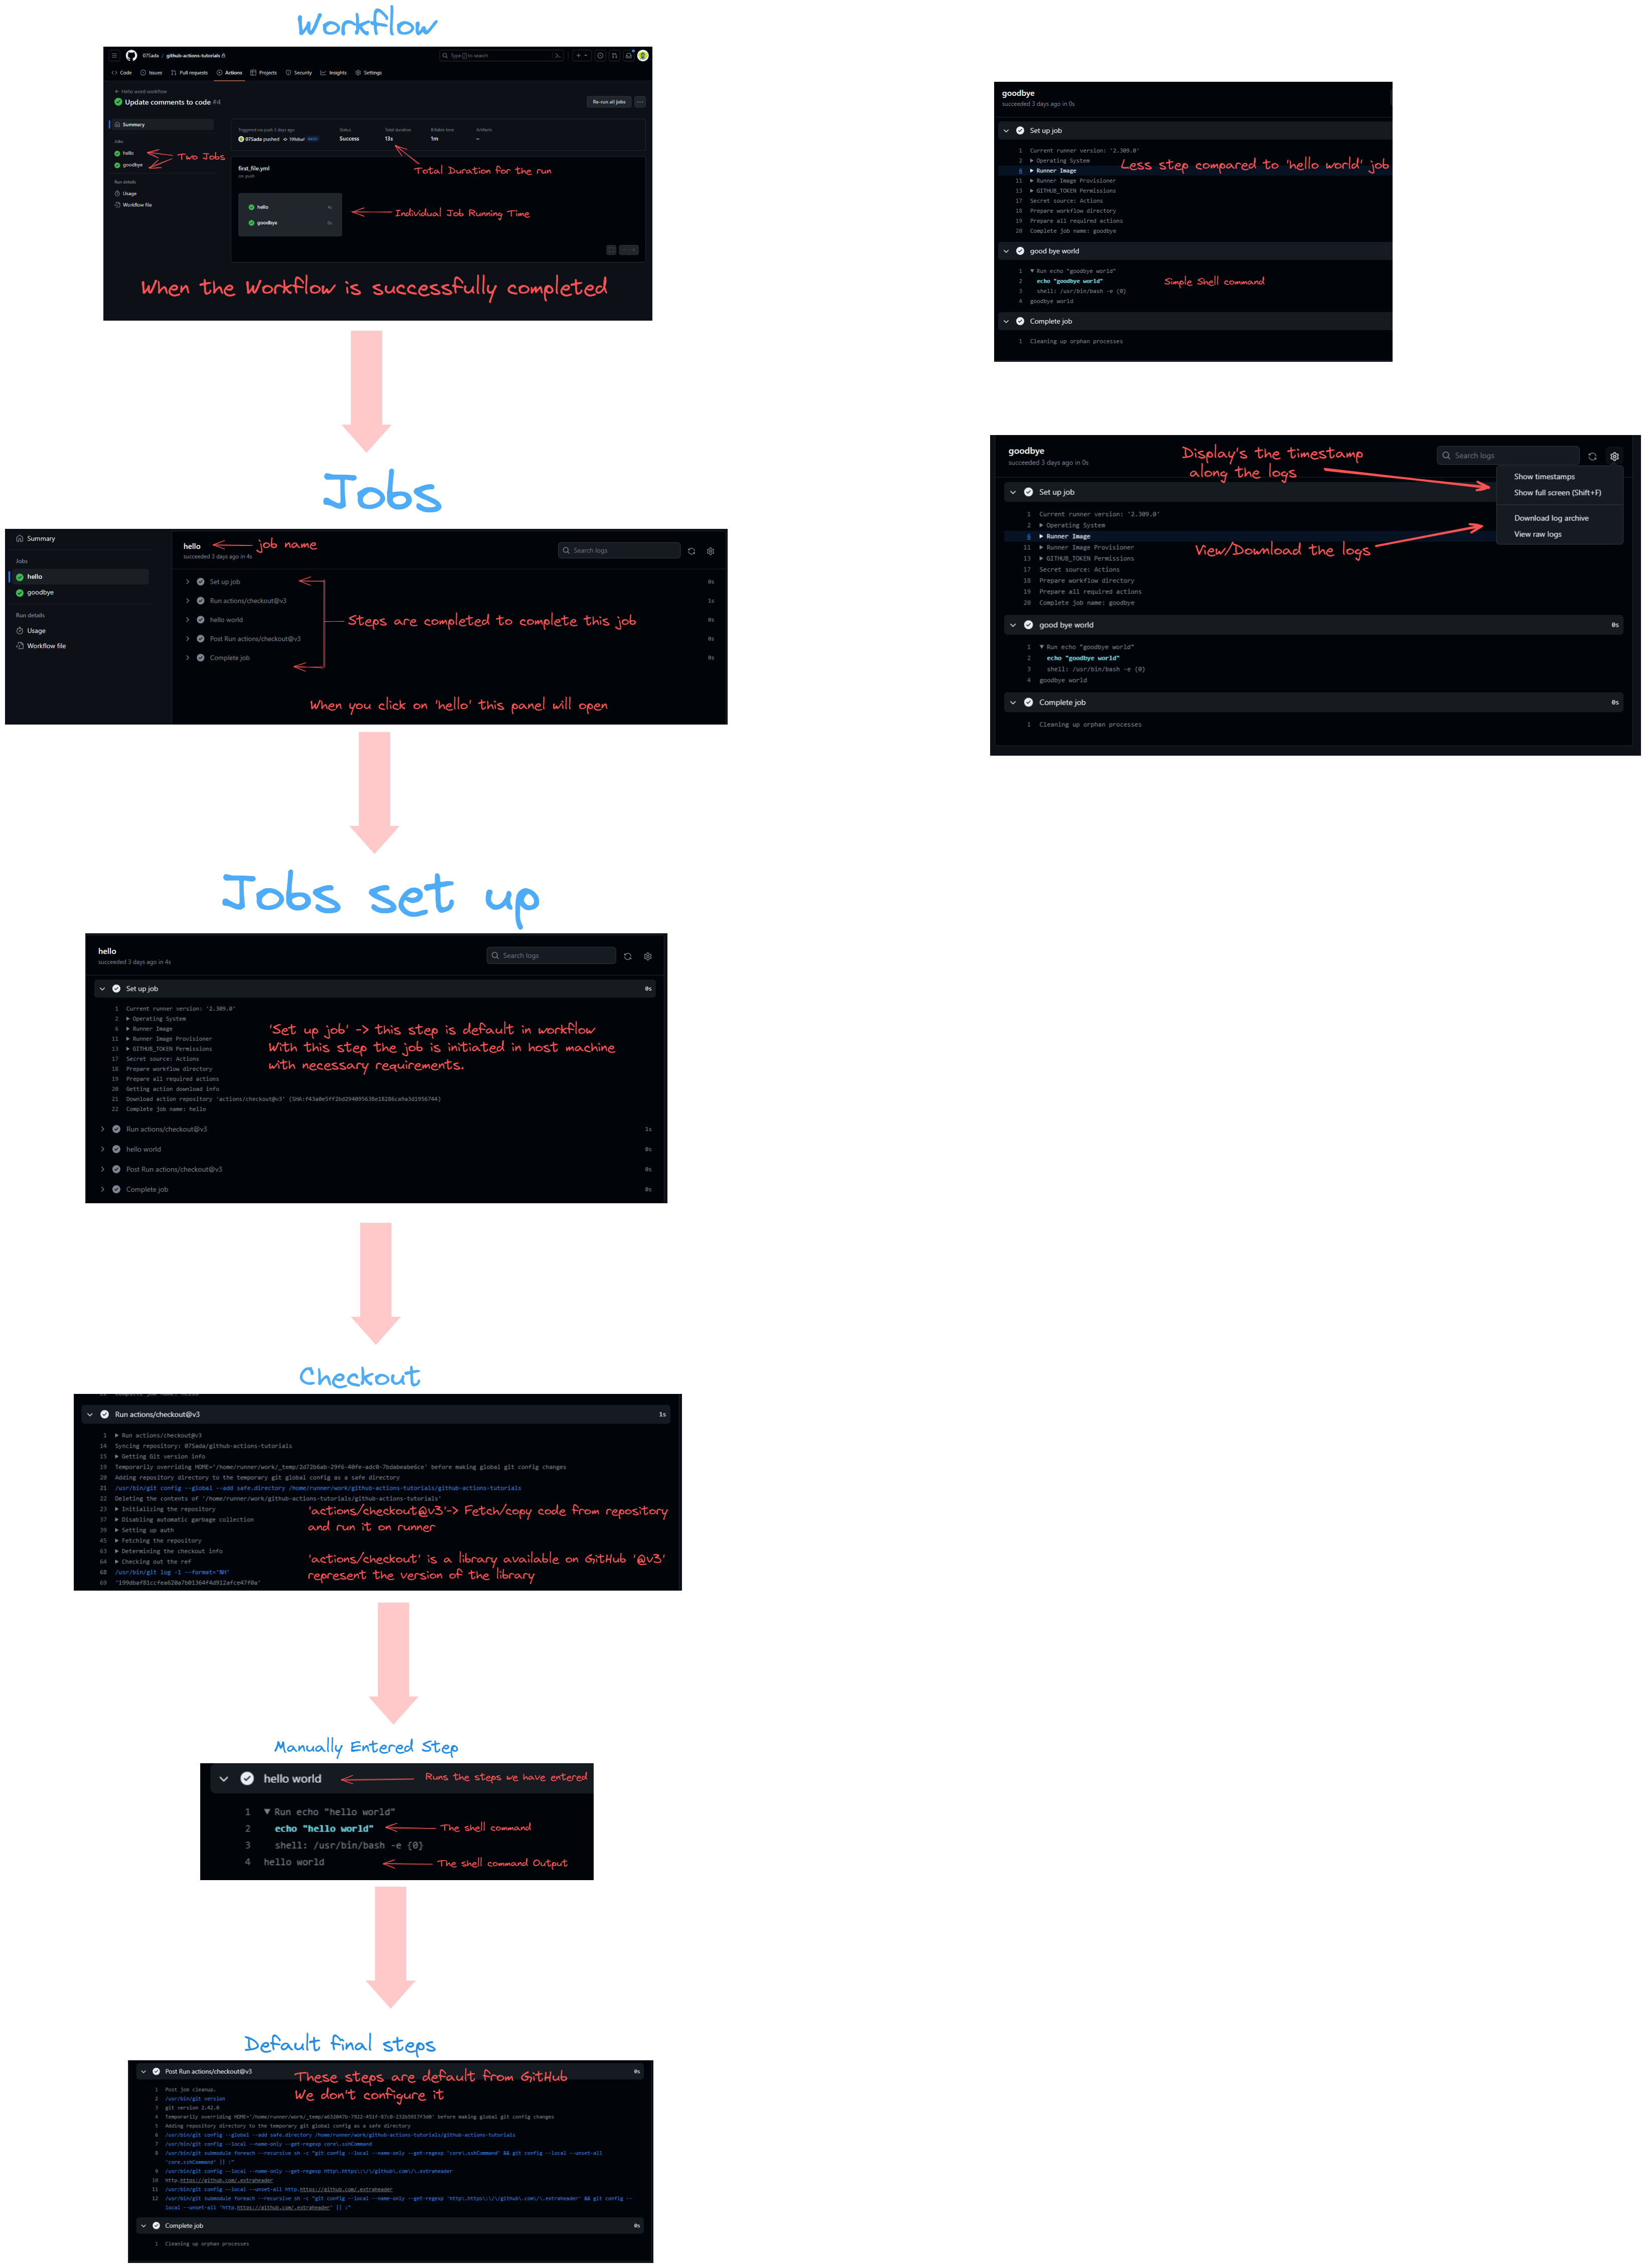 Workflow
07Sada / github-actions-tutorials
Type / to search
Code Issues Pull requests Actions Projects Security Insights Settings
Hello word workflow
Update comments to code #4
Re-run all jobs
Summary
Jobs
hello
goodbye
Two Jobs
Run details
Usage
Workflow file
Triggered via push 3 days ago
07Sada pushed 199dbaf main
Status
Success
Total duration
13s
Billable time
1m
Artifacts
–
Total Duration for the run
first_file.yml
on: push
hello 4s
goodbye 0s
Individual Job Running Time
When the Workflow is successfully completed
Jobs
Summary
Jobs
hello
goodbye
Run details
Usage
Workflow file
hello
job name
succeeded 3 days ago in 4s
Search logs
Set up job 0s
Run actions/checkout@v3 1s
hello world 0s
Post Run actions/checkout@v3 0s
Complete job 0s
Steps are completed to complete this job
When you click on 'hello' this panel will open
Jobs set up
hello
succeeded 3 days ago in 4s
Search logs
Set up job 0s
1 Current runner version: '2.309.0'
2 Operating System
6 Runner Image
11 Runner Image Provisioner
13 GITHUB_TOKEN Permissions
17 Secret source: Actions
18 Prepare workflow directory
19 Prepare all required actions
20 Getting action download info
21 Download action repository 'actions/checkout@v3' (SHA:f43a0e5ff2bd294095638e18286ca9a3d1956744)
22 Complete job name: hello
'Set up job' -> this step is default in workflow
With this step the job is initiated in host machine
with necessary requirements.
Run actions/checkout@v3 1s
hello world 0s
Post Run actions/checkout@v3 0s
Complete job 0s
Checkout
Run actions/checkout@v3 1s
1 Run actions/checkout@v3
14 Syncing repository: 07Sada/github-actions-tutorials
15 Getting Git version info
19 Temporarily overriding HOME='/home/runner/work/_temp/2d72b6ab-29f6-40fe-adc0-7bdabeabe6ce' before making global git config changes
20 Adding repository directory to the temporary git global config as a safe directory
21 /usr/bin/git config --global --add safe.directory /home/runner/work/github-actions-tutorials/github-actions-tutorials
22 Deleting the contents of '/home/runner/work/github-actions-tutorials/github-actions-tutorials'
23 Initializing the repository
37 Disabling automatic garbage collection
39 Setting up auth
45 Fetching the repository
63 Determining the checkout info
64 Checking out the ref
68 /usr/bin/git log -1 --format='%H'
69 '199dbaf81ccfea620a7b01364f4d912afce47f0a'
'actions/checkout@v3'-> Fetch/copy code from repository
and run it on runner
'actions/checkout' is a library available on GitHub '@v3'
represent the version of the library
Manually Entered Step
hello world
Runs the steps we have entered
1 Run echo "hello world"
2 echo "hello world"
The shell command
3 shell: /usr/bin/bash -e {0}
4 hello world
The shell command Output
Default final steps
Post Run actions/checkout@v3 0s
These steps are default from GitHub
We don't configure it
1 Post job cleanup.
2 /usr/bin/git version
3 git version 2.42.0
4 Temporarily overriding HOME='/home/runner/work/_temp/a632047b-7922-451f-87c0-232b5917f3d0' before making global git config changes
5 Adding repository directory to the temporary git global config as a safe directory
6 /usr/bin/git config --global --add safe.directory /home/runner/work/github-actions-tutorials/github-actions-tutorials
7 /usr/bin/git config --local --name-only --get-regexp core\.sshCommand
8 /usr/bin/git submodule foreach --recursive sh -c "git config --local --name-only --get-regexp 'core\.sshCommand' && git config --local --unset-all
'core.sshCommand' || :"
9 /usr/bin/git config --local --name-only --get-regexp http\.https\:\/\/github\.com\/\.extraheader
10 http.https://github.com/.extraheader
11 /usr/bin/git config --local --unset-all http.https://github.com/.extraheader
12 /usr/bin/git submodule foreach --recursive sh -c "git config --local --name-only --get-regexp 'http\.https\:\/\/github\.com\/\.extraheader' && git config --
local --unset-all 'http.https://github.com/.extraheader' || :"
Complete job 0s
1 Cleaning up orphan processes
goodbye
succeeded 3 days ago in 0s
Set up job
1 Current runner version: '2.309.0'
2 Operating System
6 Runner Image
11 Runner Image Provisioner
13 GITHUB_TOKEN Permissions
17 Secret source: Actions
18 Prepare workflow directory
19 Prepare all required actions
20 Complete job name: goodbye
Less step compared to 'hello world' job
good bye world
1 Run echo "goodbye world"
2 echo "goodbye world"
3 shell: /usr/bin/bash -e {0}
4 goodbye world
Simple Shell command
Complete job
1 Cleaning up orphan processes
goodbye
succeeded 3 days ago in 0s
Display's the timestamp
along the logs
Search logs
Show timestamps
Show full screen (Shift+F)
Download log archive
View raw logs
Set up job
1 Current runner version: '2.309.0'
2 Operating System
6 Runner Image
11 Runner Image Provisioner
13 GITHUB_TOKEN Permissions
17 Secret source: Actions
18 Prepare workflow directory
19 Prepare all required actions
20 Complete job name: goodbye
View/Download the logs
good bye world 0s
1 Run echo "goodbye world"
2 echo "goodbye world"
3 shell: /usr/bin/bash -e {0}
4 goodbye world
Complete job 0s
1 Cleaning up orphan processes